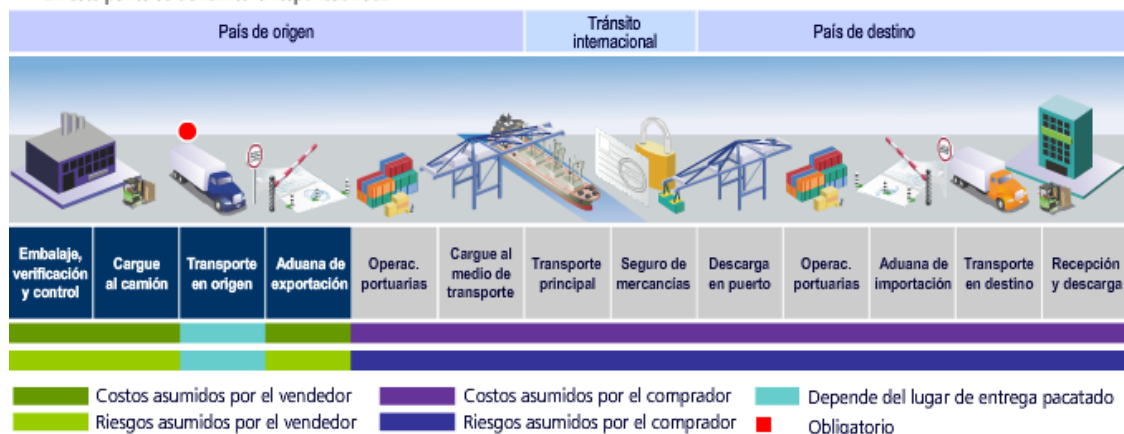 País de origen
Tránsito
internacional
País de destino
Embalaje,
verificación
y control
Cargue
al camión
Transporte
en origen
Aduana de
exportación
Operac.
portuarias
Cargue al
medio de
transporte
Transporte
principal
Seguro de
mercancías
Descarga
en puerto
Operac.
portuarias
Aduana de
importación
Transporte
en destino
Recepción
y descarga
Costos asumidos por el vendedor
Costos asumidos por el comprador
Depende del lugar de entrega pacatado
Riesgos asumidos por el vendedor
Riesgos asumidos por el comprador
Obligatorio